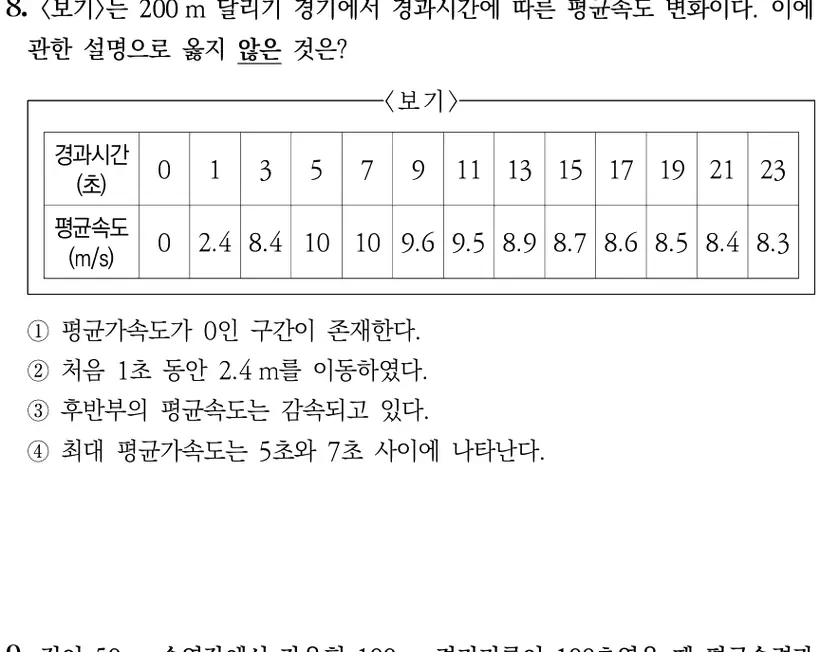 8. 〈보기〉는 200 m 달리기 경기에서 경과시간에 따른 평균속도 변화이다. 이에
관한 설명으로 옳지 않은 것은?
〈보기〉
경과시간 (초) 0 1 3 5 7 9 11 13 15 17 19 21 23
평균속도 (m/s) 0 2.4 8.4 10 10 9.6 9.5 8.9 8.7 8.6 8.5 8.4 8.3
① 평균가속도가 0인 구간이 존재한다.
② 처음 1초 동안 2.4 m를 이동하였다.
③ 후반부의 평균속도는 감속되고 있다.
④ 최대 평균가속도는 5초와 7초 사이에 나타난다.